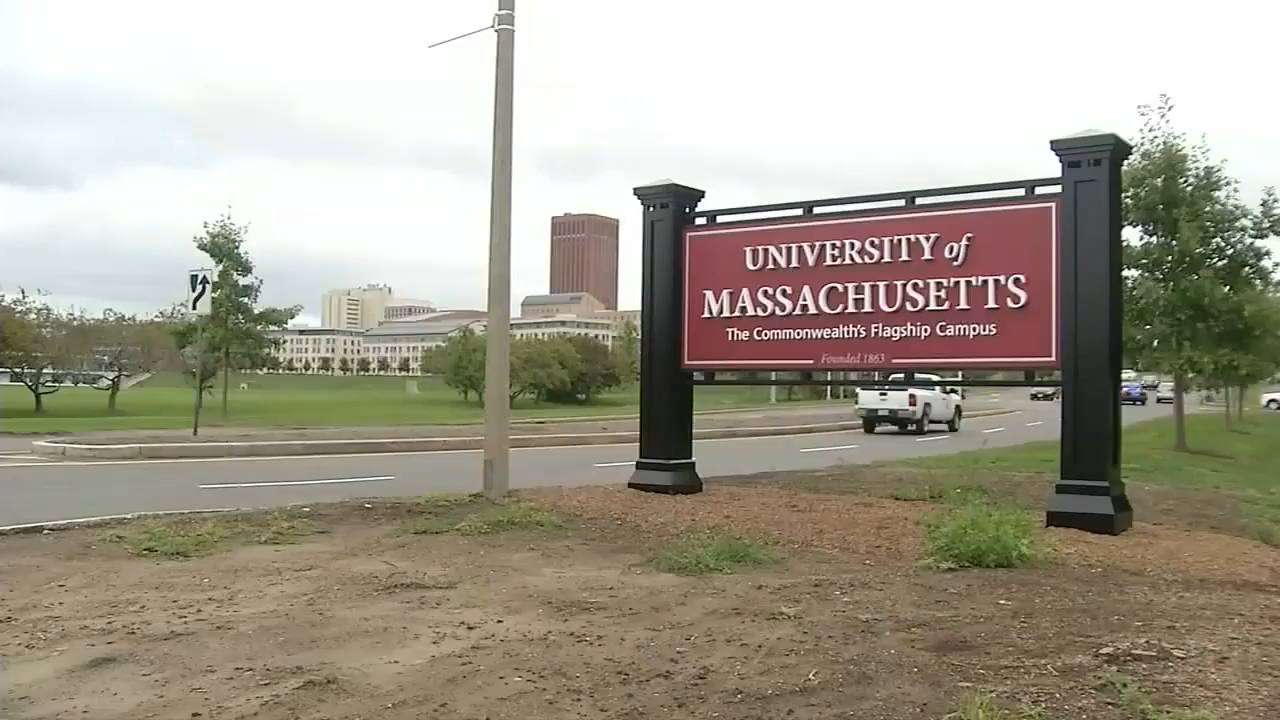 UNIVERSITY of
MASSACHUSETTS
The Commonwealth's Flagship Campus
Founded 1863